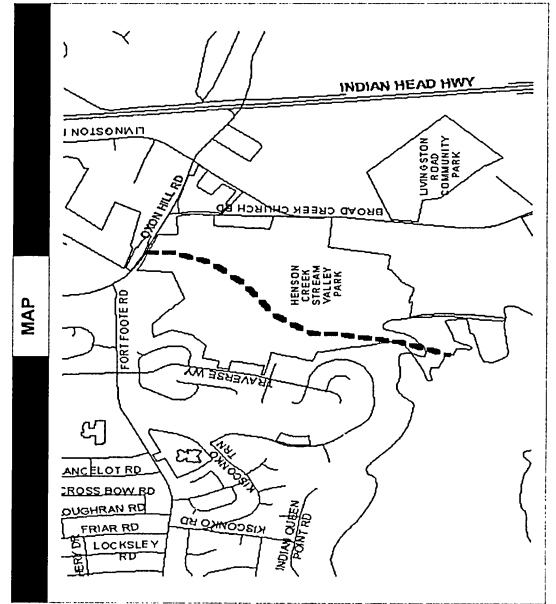 MAP
INDIAN HEAD HWY
LIVINGSTON
OXON HILL RD
BROAD CREEK CHURCH RD
LIVINGSTON
ROAD
COMMUNITY
PARK
HENSON
CREEK
STREAM
VALLEY
PARK
FORT FOOTE RD
TRAVERSE WY
KISCONKO
TRN
ANCELOT RD
CROSS BOW RD
OUGHRAN RD
FRIAR RD
LOCKSLEY
RD
ERY DR
KISCONKO RD
INDIAN QUEEN
POINT RD